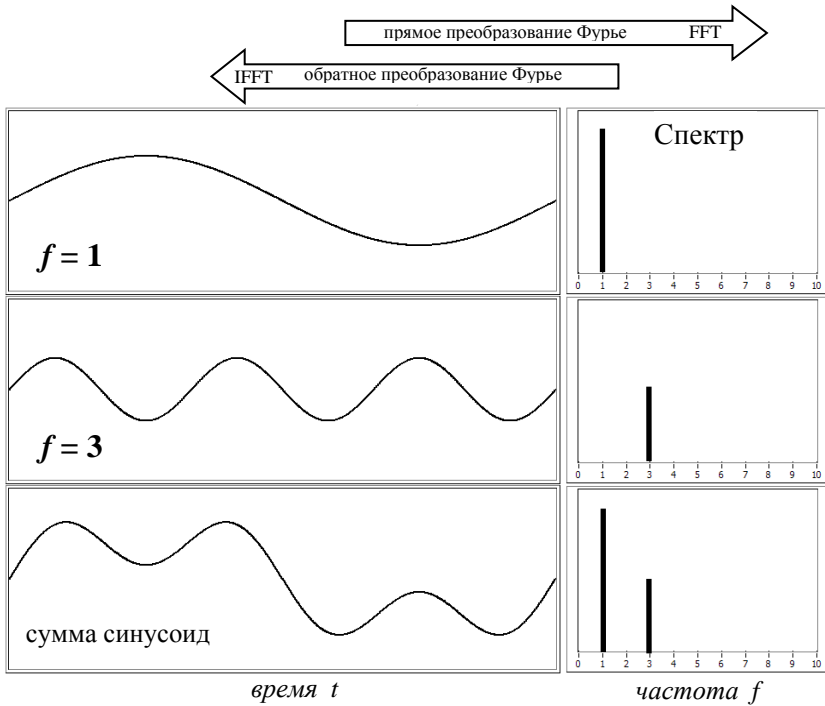 прямое преобразование Фурье FFT
IFFT обратное преобразование Фурье
Спектр
f = 1
0 1 2 3 4 5 6 7 8 9 10
f = 3
0 1 2 3 4 5 6 7 8 9 10
сумма синусоид
0 1 2 3 4 5 6 7 8 9 10
время t
частота f